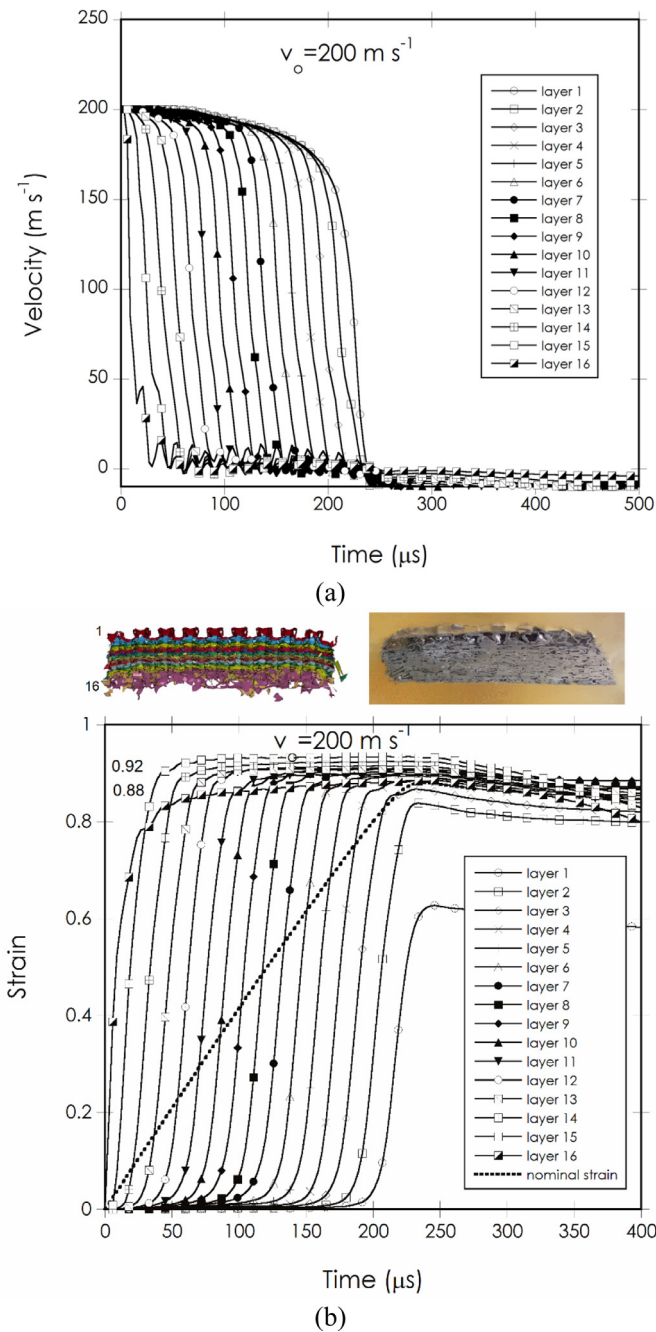 250
200
150
100
50
0
v
o
=200 m s-1
layer 1
layer 2
layer 3
layer 4
layer 5
layer 6
layer 7
layer 8
layer 9
layer 10
layer 11
layer 12
layer 13
layer 14
layer 15
layer 16
Velocity (m s-1)
0 100 200 300 400 500
Time (μs)
(a)
1
16
1
0.8
0.6
0.4
0.2
0
v =200 m s-1
o
0.92
0.88
layer 1
layer 2
layer 3
layer 4
layer 5
layer 6
layer 7
layer 8
layer 9
layer 10
layer 11
layer 12
layer 13
layer 14
layer 15
layer 16
nominal strain
Strain
0 50 100 150 200 250 300 350 400
Time (μs)
(b)